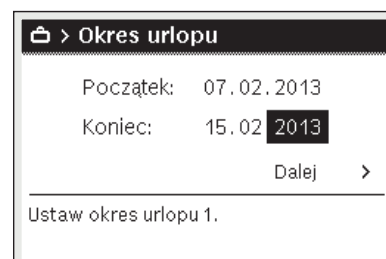 > Okres urlopu
Początek: 07.02.2013
Koniec: 15.02 2013
Dalej >
Ustaw okres urlopu 1.